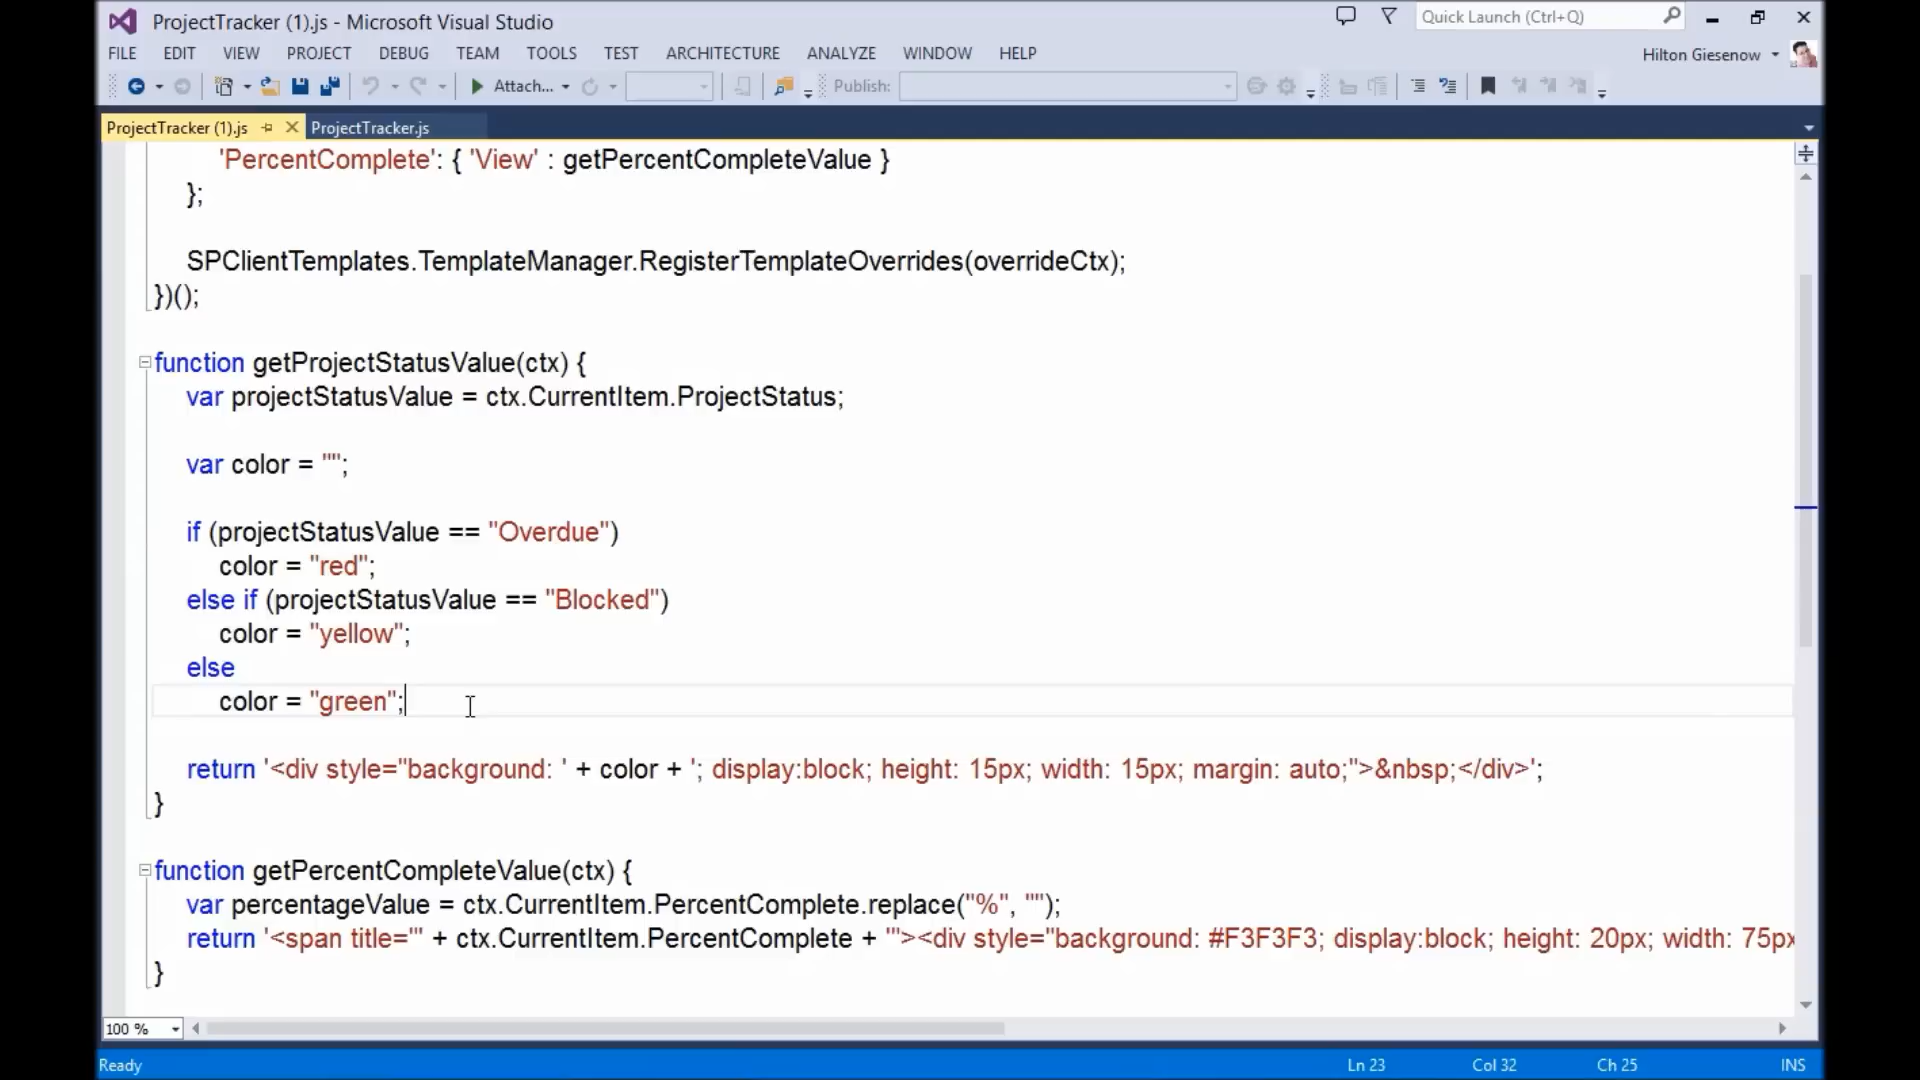 ProjectTracker (1).js - Microsoft Visual Studio
Quick Launch (Ctrl+Q)
FILE EDIT VIEW PROJECT DEBUG TEAM TOOLS TEST ARCHITECTURE ANALYZE WINDOW HELP
Hilton Giesenow
Attach...
Publish:
ProjectTracker (1).js
ProjectTracker.js
'PercentComplete': { 'View' : getPercentCompleteValue }
};
SPClientTemplates.TemplateManager.RegisterTemplateOverrides(overrideCtx);
})();
function getProjectStatusValue(ctx) {
var projectStatusValue = ctx.CurrentItem.ProjectStatus;
var color = "";
if (projectStatusValue == "Overdue")
color = "red";
else if (projectStatusValue == "Blocked")
color = "yellow";
else
color = "green";
return '<div style="background: ' + color + '; display:block; height: 15px; width: 15px; margin: auto;">&nbsp;</div>';
}
function getPercentCompleteValue(ctx) {
var percentageValue = ctx.CurrentItem.PercentComplete.replace("%", "");
return '<span title="' + ctx.CurrentItem.PercentComplete + '"><div style="background: #F3F3F3; display:block; height: 20px; width: 75px
}
100 %
Ready
Ln 23
Col 32
Ch 25
INS